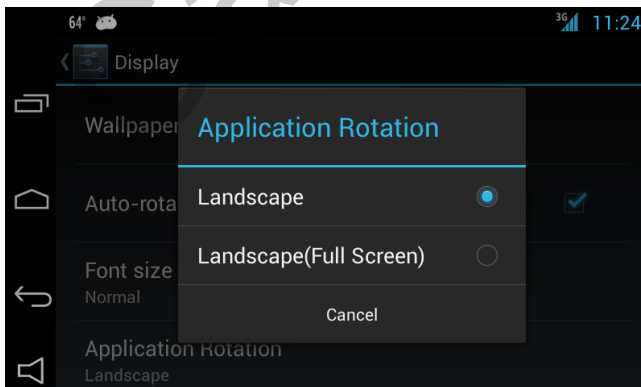 64°
3G 11:24
Display
Wallpaper
Application Rotation
Auto-rota
Landscape
Landscape(Full Screen)
Font size
Normal
Cancel
Application Rotation
Landscape